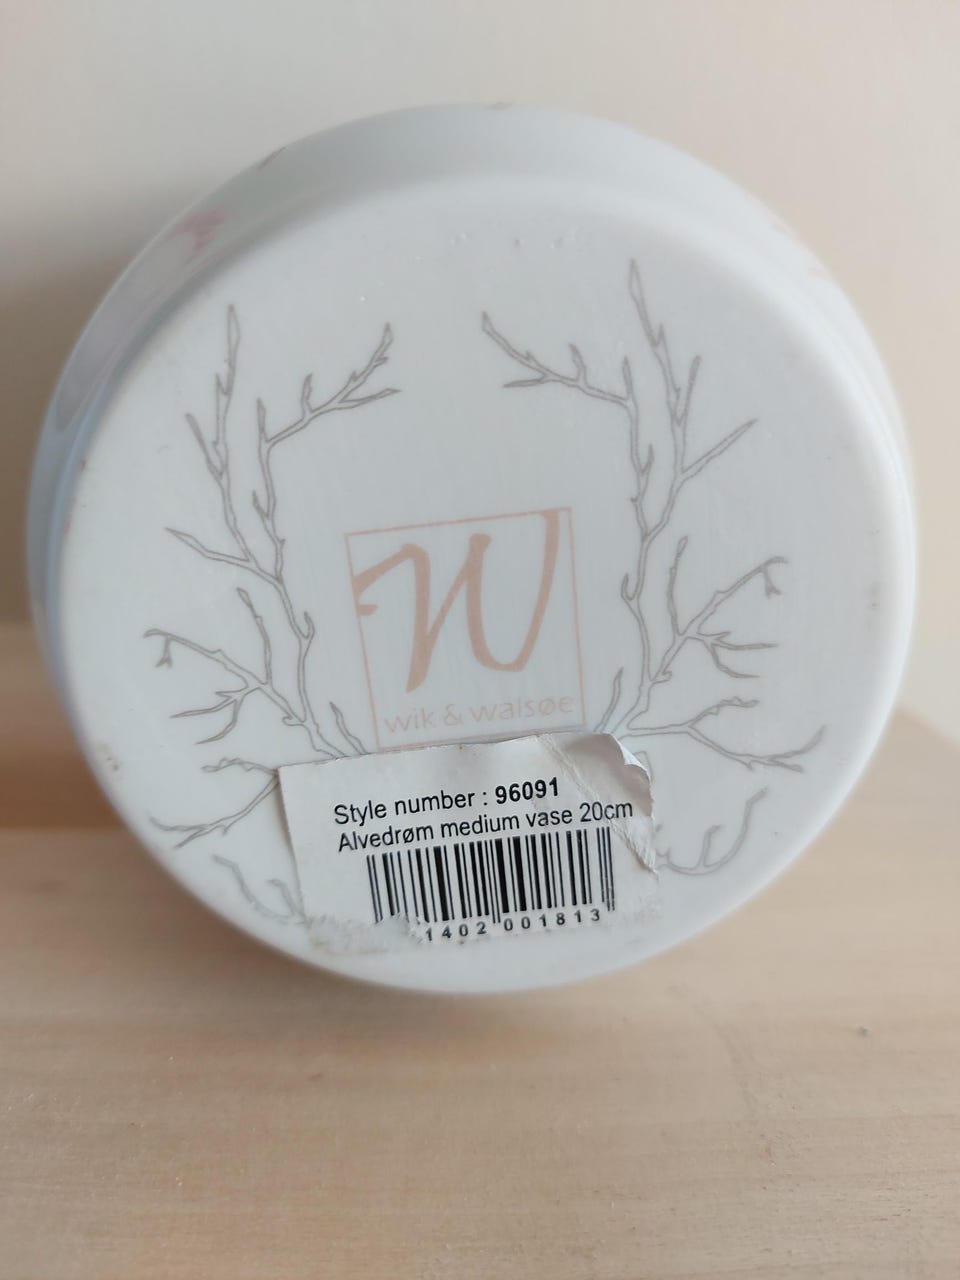 W
wik & walsøe
Style number : 96091
Alvedrøm medium vase 20cm
1402 001813